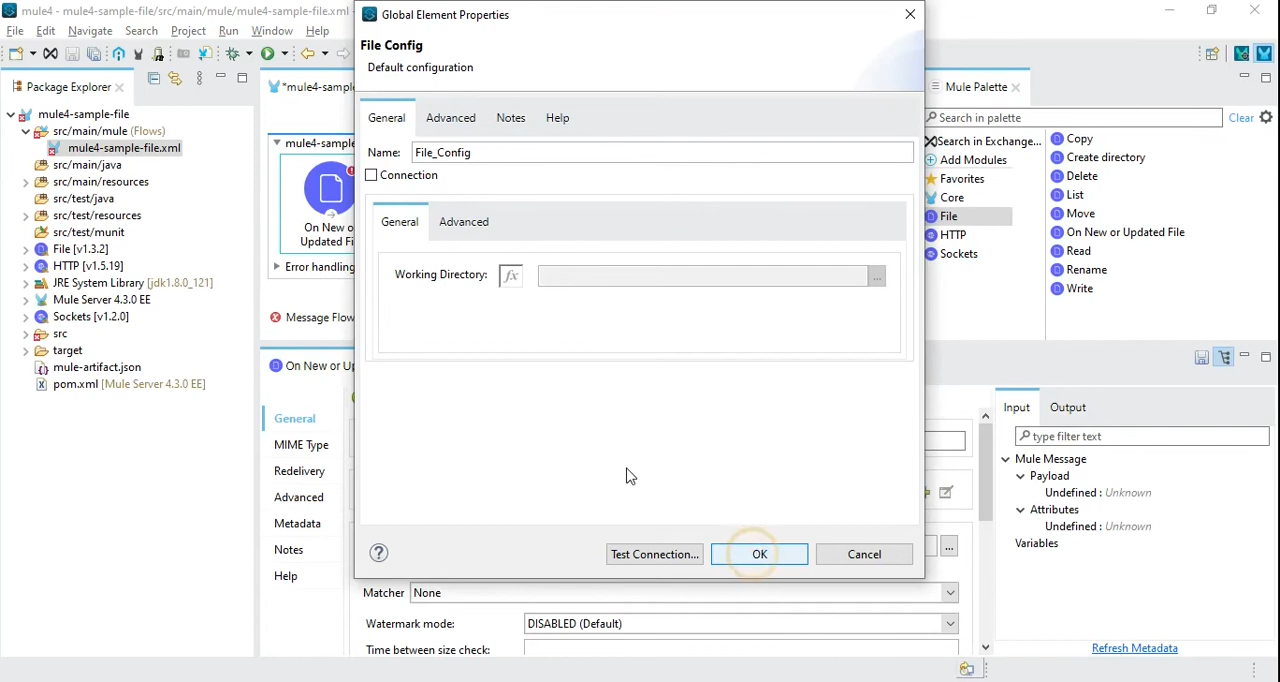 mule4 - mule4-sample-file/src/main/mule/mule4-sample-file.xml
File Edit Navigate Search Project Run Window Help
Package Explorer
mule4-sample-file
src/main/mule (Flows)
mule4-sample-file.xml
src/main/java
src/main/resources
src/test/java
src/test/resources
src/test/munit
File [v1.3.2]
HTTP [v1.5.19]
JRE System Library [jdk1.8.0_121]
Mule Server 4.3.0 EE
Sockets [v1.2.0]
src
target
mule-artifact.json
pom.xml [Mule Server 4.3.0 EE]
*mule4-samp
mule4-sample
On New or
Updated Fi
Error handling
Message Flow
Global Element Properties
File Config
Default configuration
General Advanced Notes Help
Name: File_Config
Connection
General Advanced
Working Directory: fx ...
Test Connection... OK Cancel
Mule Palette
Search in palette Clear
Search in Exchange...
Add Modules
Favorites
Core
File
HTTP
Sockets
Copy
Create directory
Delete
List
Move
On New or Updated File
Read
Rename
Write
On New or Up
General
MIME Type
Redelivery
Advanced
Metadata
Notes
Help
...
Matcher None
Watermark mode: DISABLED (Default)
Time between size check:
Input Output
type filter text
Mule Message
Payload
Undefined : Unknown
Attributes
Undefined : Unknown
Variables
Refresh Metadata